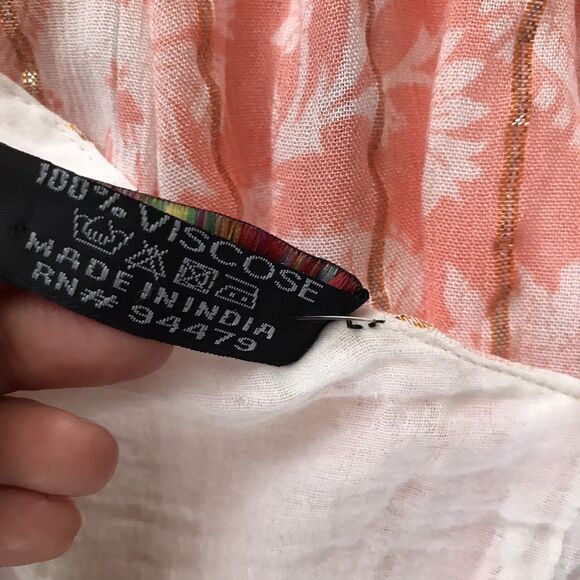 100% VISCOSE
MADE IN INDIA
RN# 94479